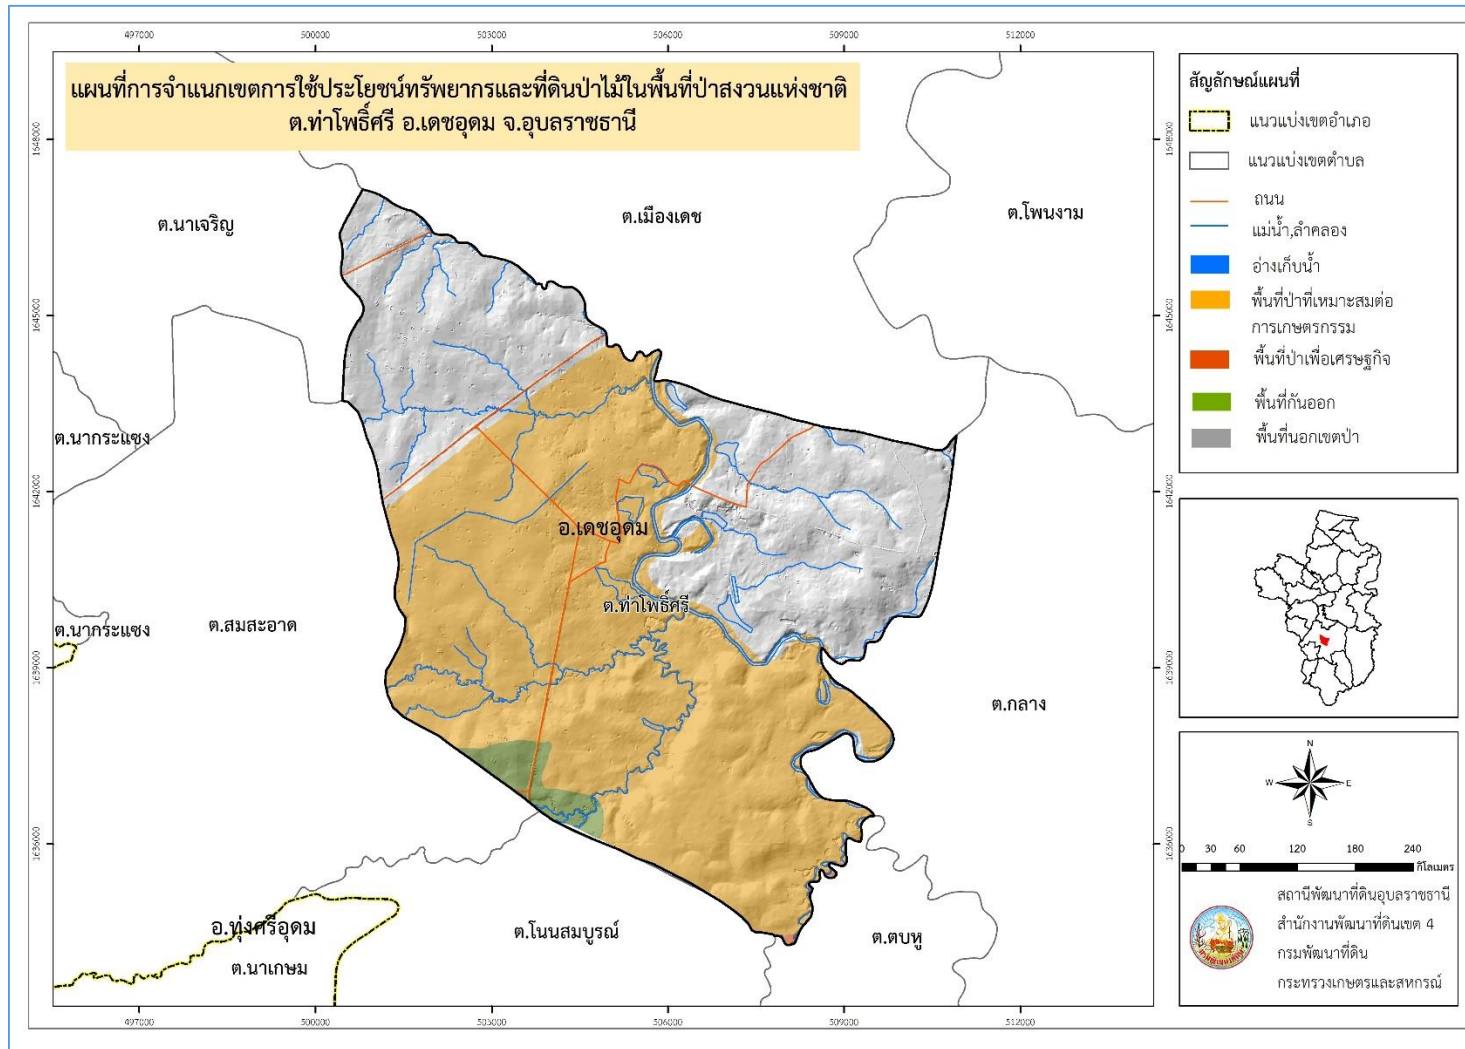 497000 500000 503000 506000 509000 512000
แผนที่การจำแนกเขตการใช้ประโยชน์ทรัพยากรและที่ดินป่าไม้ในพื้นที่ป่าสงวนแห่งชาติ
ต.ท่าโพธิ์ศรี อ.เดชอุดม จ.อุบลราชธานี
1648000 1648000
ต.นาเจริญ
ต.เมืองเดช
ต.โพนงาม
1645000 1645000
ต.นากระแซง
1642000 1642000
อ.เดชอุดม
ต.ท่าโพธิ์ศรี
ต.นากระแซง
ต.สมสะอาด
1639000 1639000
ต.กลาง
1636000 1636000
อ.ทุ่งศรีอุดม
ต.นาเกษม
ต.โนนสมบูรณ์
ต.ตบหู
497000 500000 503000 506000 509000 512000
สัญลักษณ์แผนที่
แนวแบ่งเขตอำเภอ
แนวแบ่งเขตตำบล
ถนน
แม่น้ำ,ลำคลอง
อ่างเก็บน้ำ
พื้นที่ป่าที่เหมาะสมต่อ
การเกษตรกรรม
พื้นที่ป่าเพื่อเศรษฐกิจ
พื้นที่กันออก
พื้นที่นอกเขตป่า
N
W E
S
0 30 60 120 180 240
กิโลเมตร
สถานีพัฒนาที่ดินอุบลราชธานี
สำนักงานพัฒนาที่ดินเขต 4
กรมพัฒนาที่ดิน
กระทรวงเกษตรและสหกรณ์